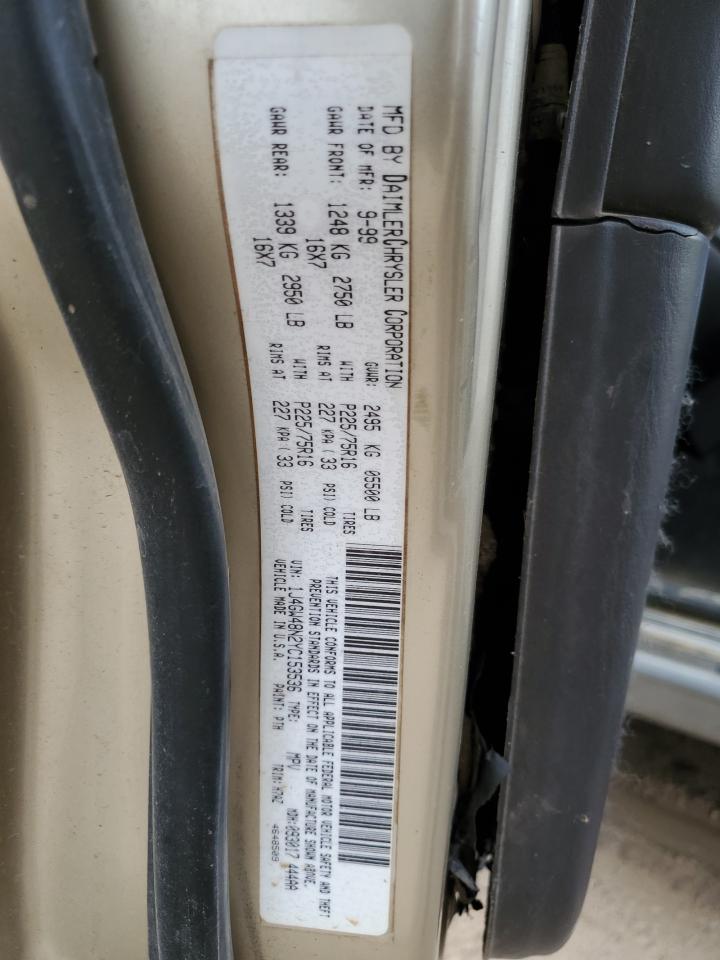 MFD BY DAIMLERCHRYSLER CORPORATION
DATE OF MFR: 9-99 GVWR: 2495 KG 05500 LB
GAWR FRONT: 1248 KG 2750 LB WITH P225/75R16 TIRES
16X7 RIMS AT 227 KPA ( 33 PSI) COLD
GAWR REAR: 1339 KG 2950 LB WITH P225/75R16 TIRES
16X7 RIMS AT 227 KPA ( 33 PSI) COLD
THIS VEHICLE CONFORMS TO ALL APPLICABLE FEDERAL MOTOR VEHICLE SAFETY AND THEFT
PREVENTION STANDARDS IN EFFECT ON THE DATE OF MANUFACTURE SHOWN ABOVE.
VIN: 1J4GW48N2YC153536 TYPE: MPV MDH:093017 444AA
VEHICLE MADE IN U.S.A. PAINT: PTH TRIM:
4648509